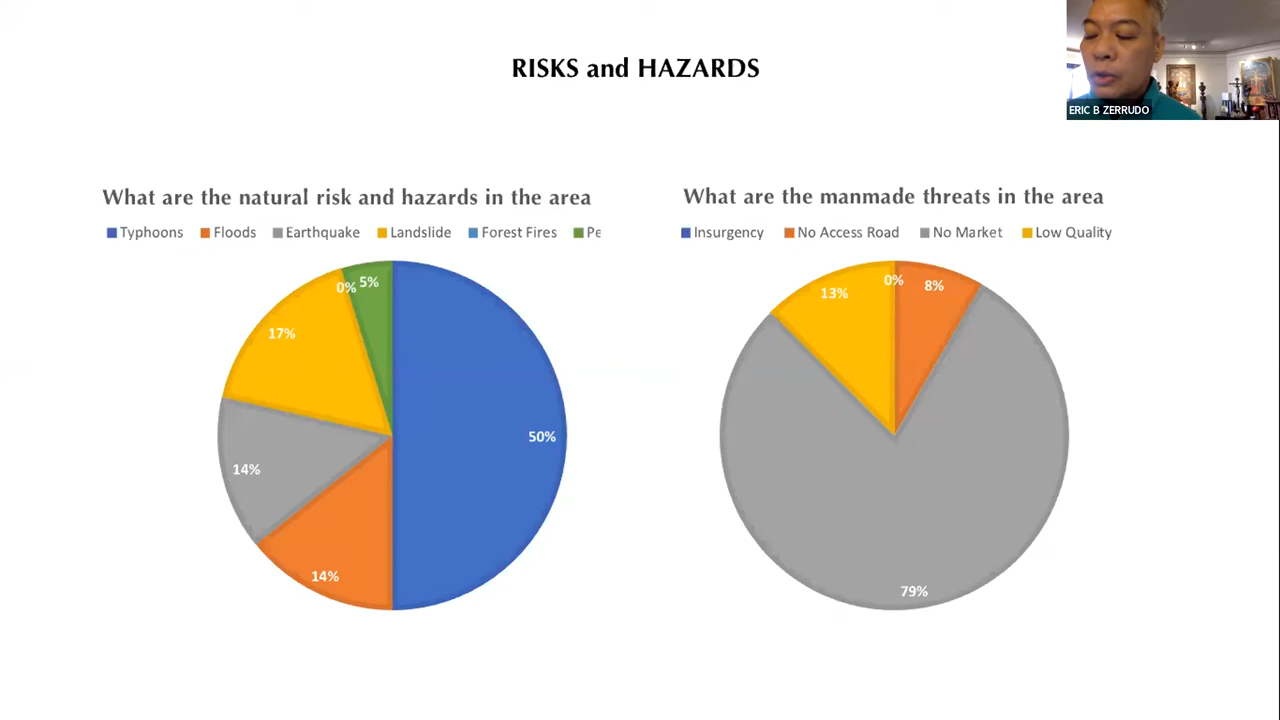 RISKS and HAZARDS
ERIC B ZERRUDO
What are the natural risk and hazards in the area
Typhoons Floods Earthquake Landslide Forest Fires Pe
0% 5%
17%
50%
14%
14%
What are the manmade threats in the area
Insurgency No Access Road No Market Low Quality
13% 0% 8%
79%